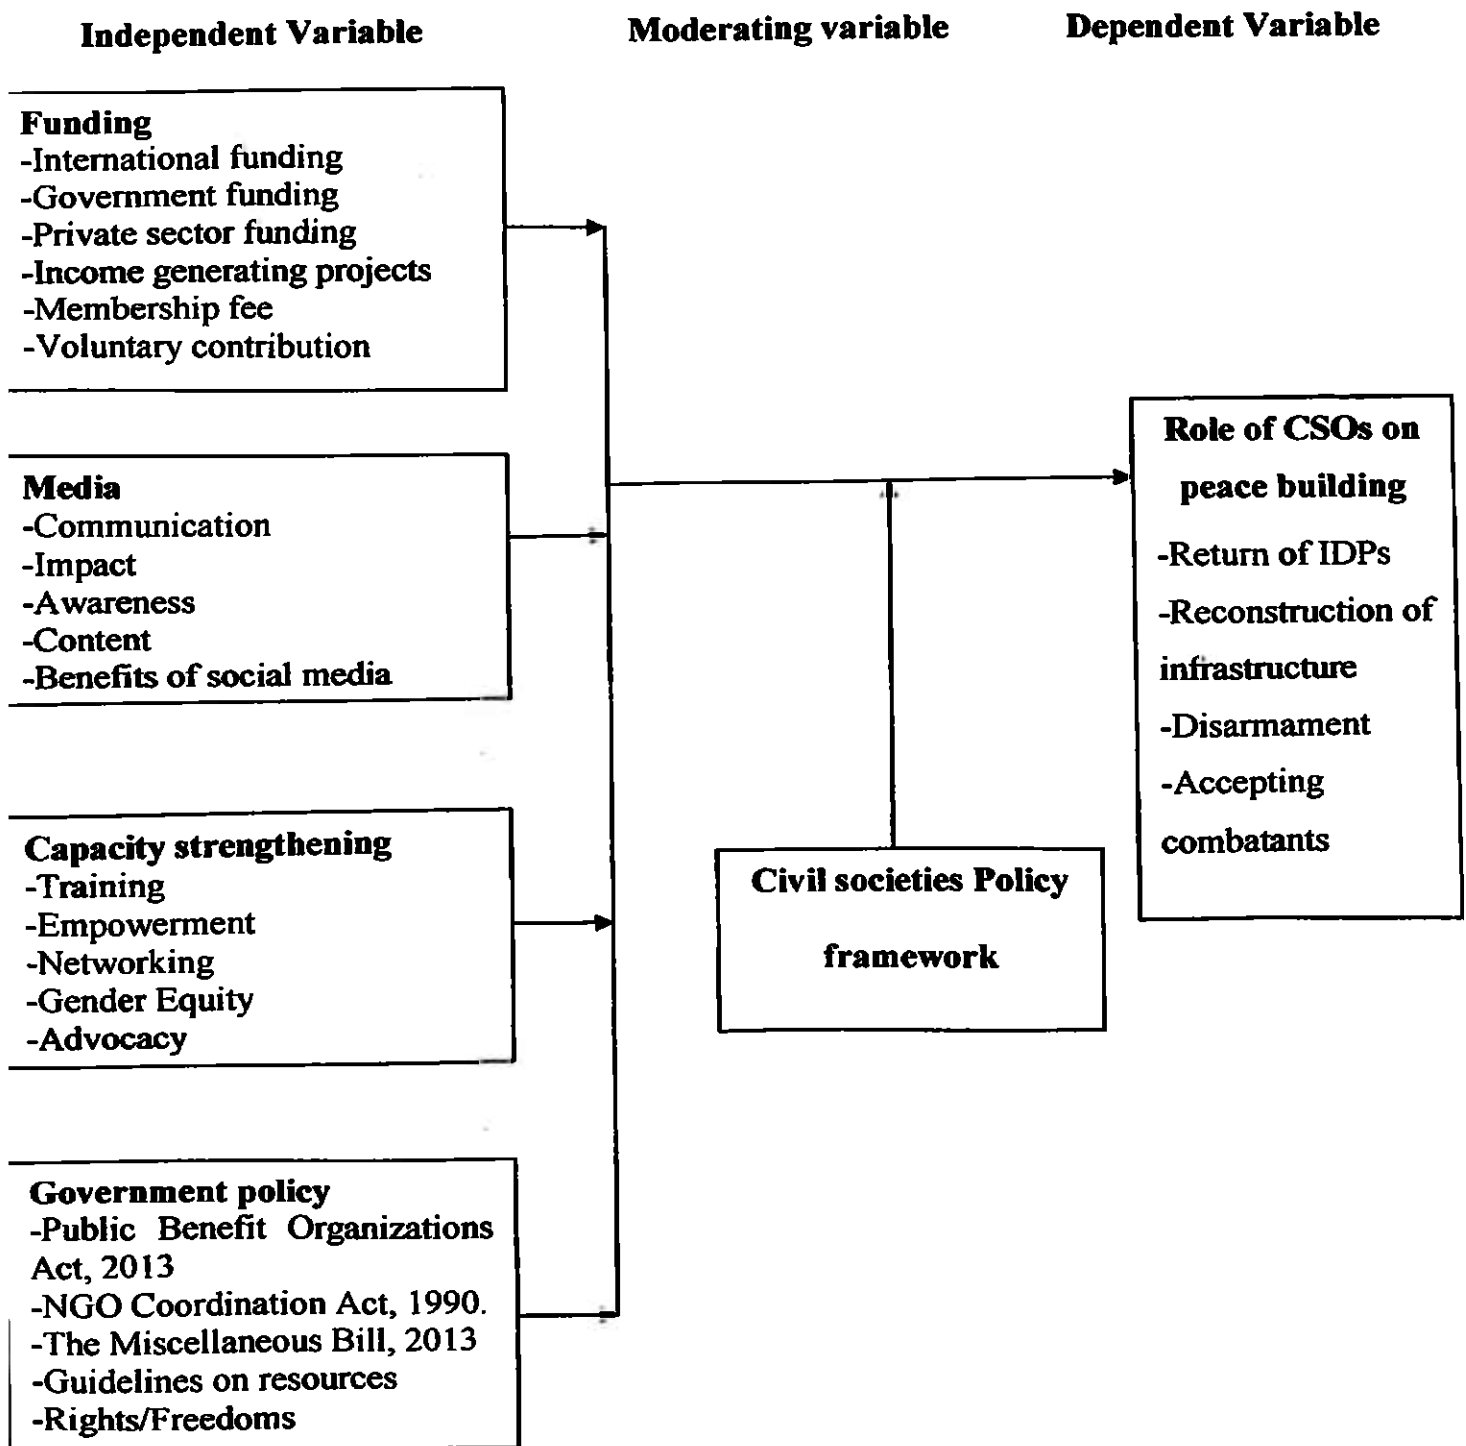 Independent Variable
Moderating variable
Dependent Variable
Funding
-International funding
-Government funding
-Private sector funding
-Income generating projects
-Membership fee
-Voluntary contribution
Media
-Communication
-Impact
-Awareness
-Content
-Benefits of social media
Capacity strengthening
-Training
-Empowerment
-Networking
-Gender Equity
-Advocacy
Government policy
-Public Benefit Organizations
Act, 2013
-NGO Coordination Act, 1990.
-The Miscellaneous Bill, 2013
-Guidelines on resources
-Rights/Freedoms
Civil societies Policy
framework
Role of CSOs on
peace building
-Return of IDPs
-Reconstruction of
infrastructure
-Disarmament
-Accepting
combatants